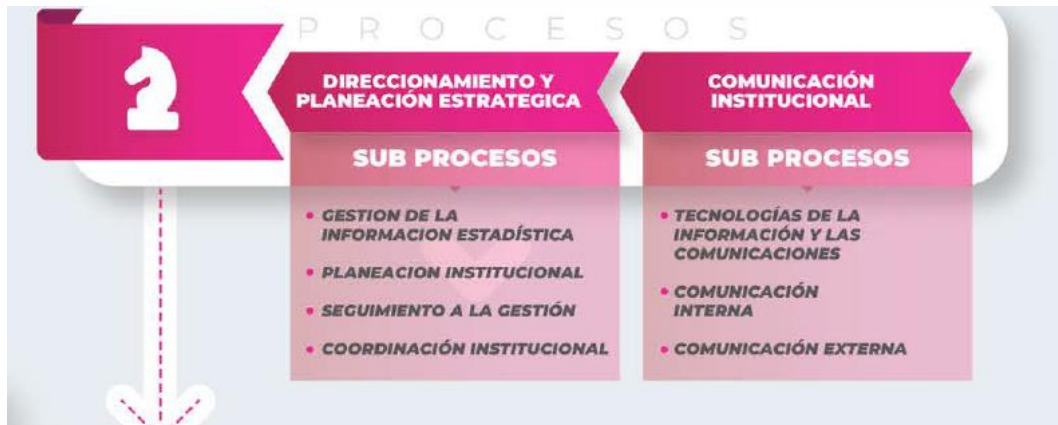 PROCESOS
DIRECCIONAMIENTO Y
PLANEACIÓN ESTRATEGICA
SUB PROCESOS
• GESTION DE LA
INFORMACION ESTADÍSTICA
• PLANEACION INSTITUCIONAL
• SEGUIMIENTO A LA GESTIÓN
• COORDINACIÓN INSTITUCIONAL
COMUNICACIÓN
INSTITUCIONAL
SUB PROCESOS
• TECNOLOGÍAS DE LA
INFORMACIÓN Y LAS
COMUNICACIONES
• COMUNICACIÓN
INTERNA
• COMUNICACIÓN EXTERNA